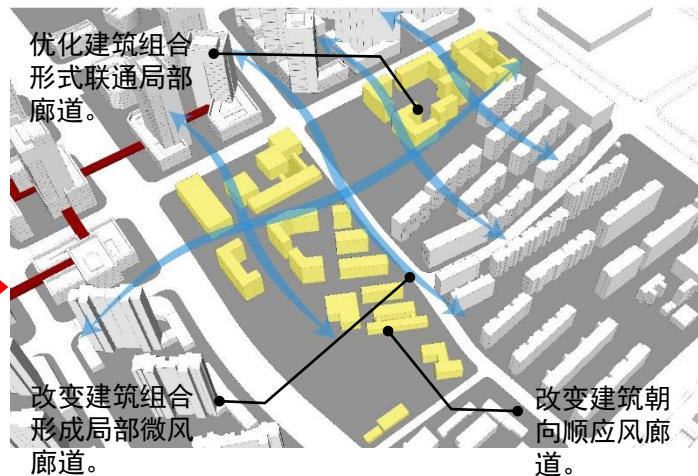 优化建筑组合
形式联通局部
廊道。
改变建筑组合
形成局部微风
廊道。
改变建筑朝
向顺应风廊
道。